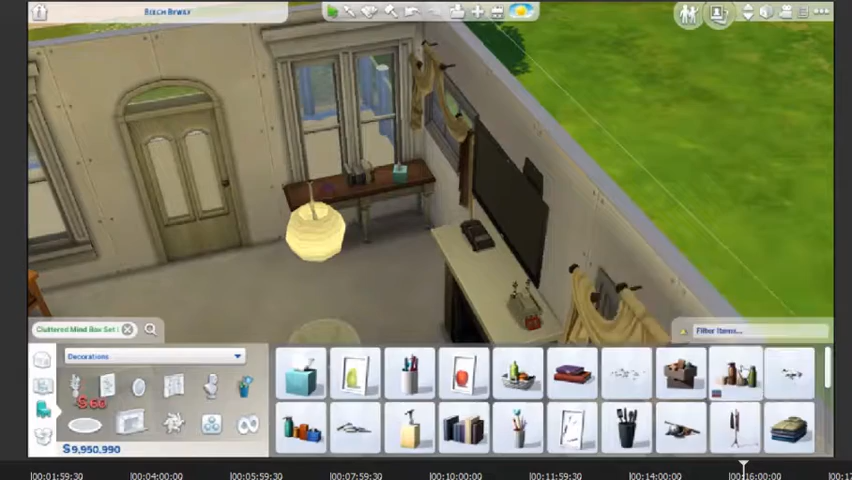 BEECH BYWAY
Cluttered Mind Box Set
Filter Items...
Decorations
$60
§9,950,990
|00:01:59:30 |00:04:00:00 |00:05:59:30 |00:07:59:30 |00:10:00:00 |00:11:59:30 |00:14:00:00 |00:16:00:00